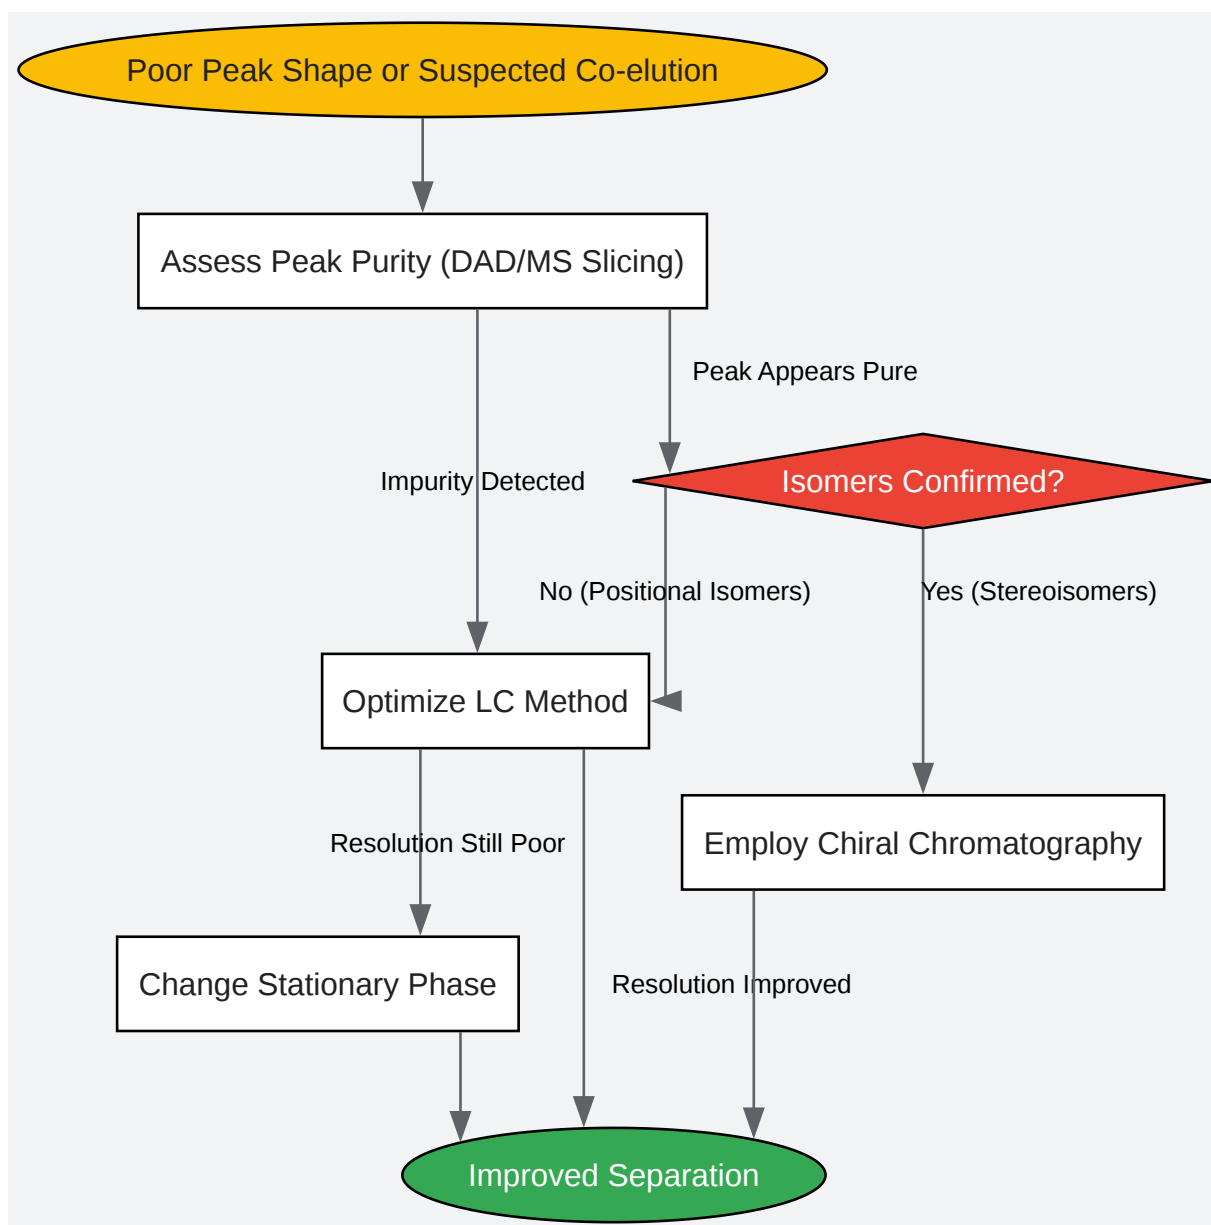 Poor Peak Shape or Suspected Co-elution
Assess Peak Purity (DAD/MS Slicing)
Peak Appears Pure
Impurity Detected
Isomers Confirmed?
No (Positional Isomers)
Yes (Stereoisomers)
Optimize LC Method
Resolution Still Poor
Employ Chiral Chromatography
Change Stationary Phase
Resolution Improved
Improved Separation